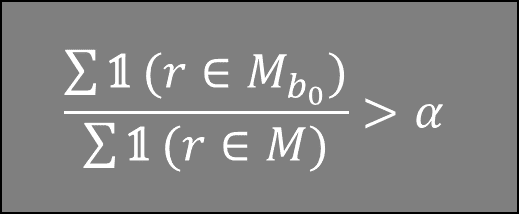 ∑ 𝟙 (r ∈ M_{b_0})
∑ 𝟙 (r ∈ M) > α